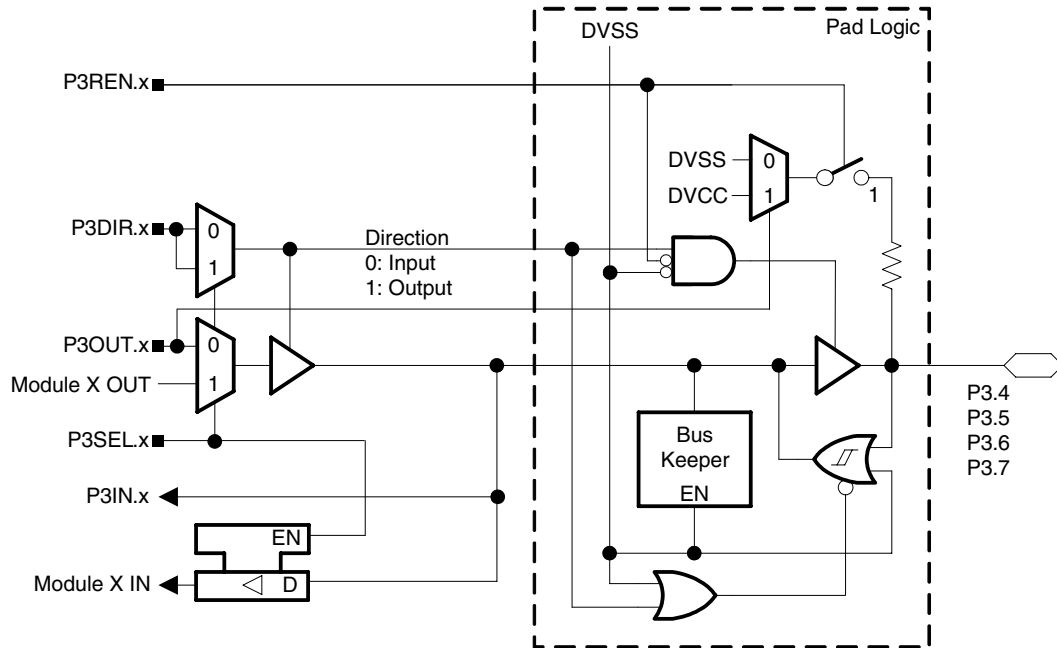 DVSS
Pad Logic
P3REN.x
DVSS
0
DVCC
1
1
P3DIR.x
0
1
Direction
0: Input
1: Output
P3OUT.x
0
Module X OUT
1
P3SEL.x
P3.4
P3.5
P3.6
P3.7
Bus
Keeper
EN
P3IN.x
EN
Module X IN
D